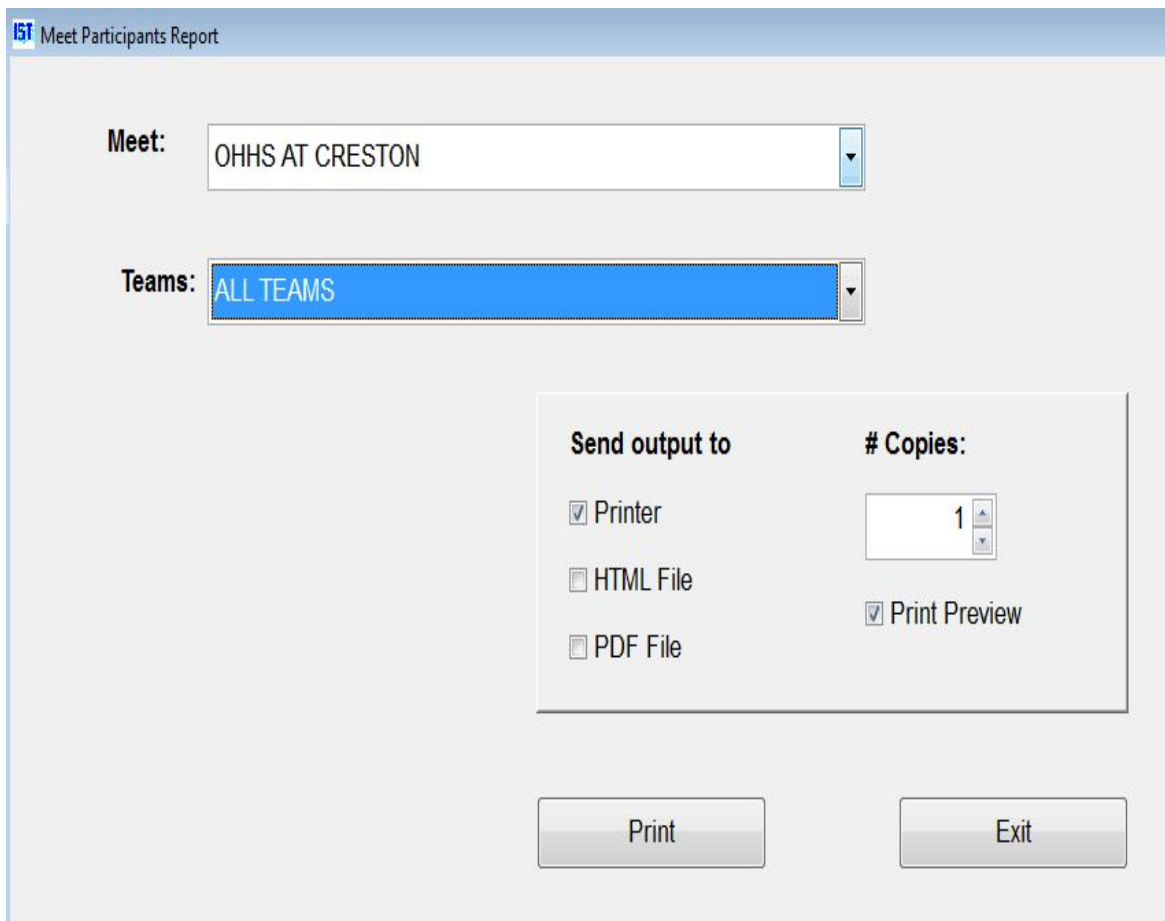 IST Meet Participants Report
Meet: OHHS AT CRESTON
Teams: ALL TEAMS
Send output to # Copies:
Printer 1
HTML File
Print Preview
PDF File
Print Exit